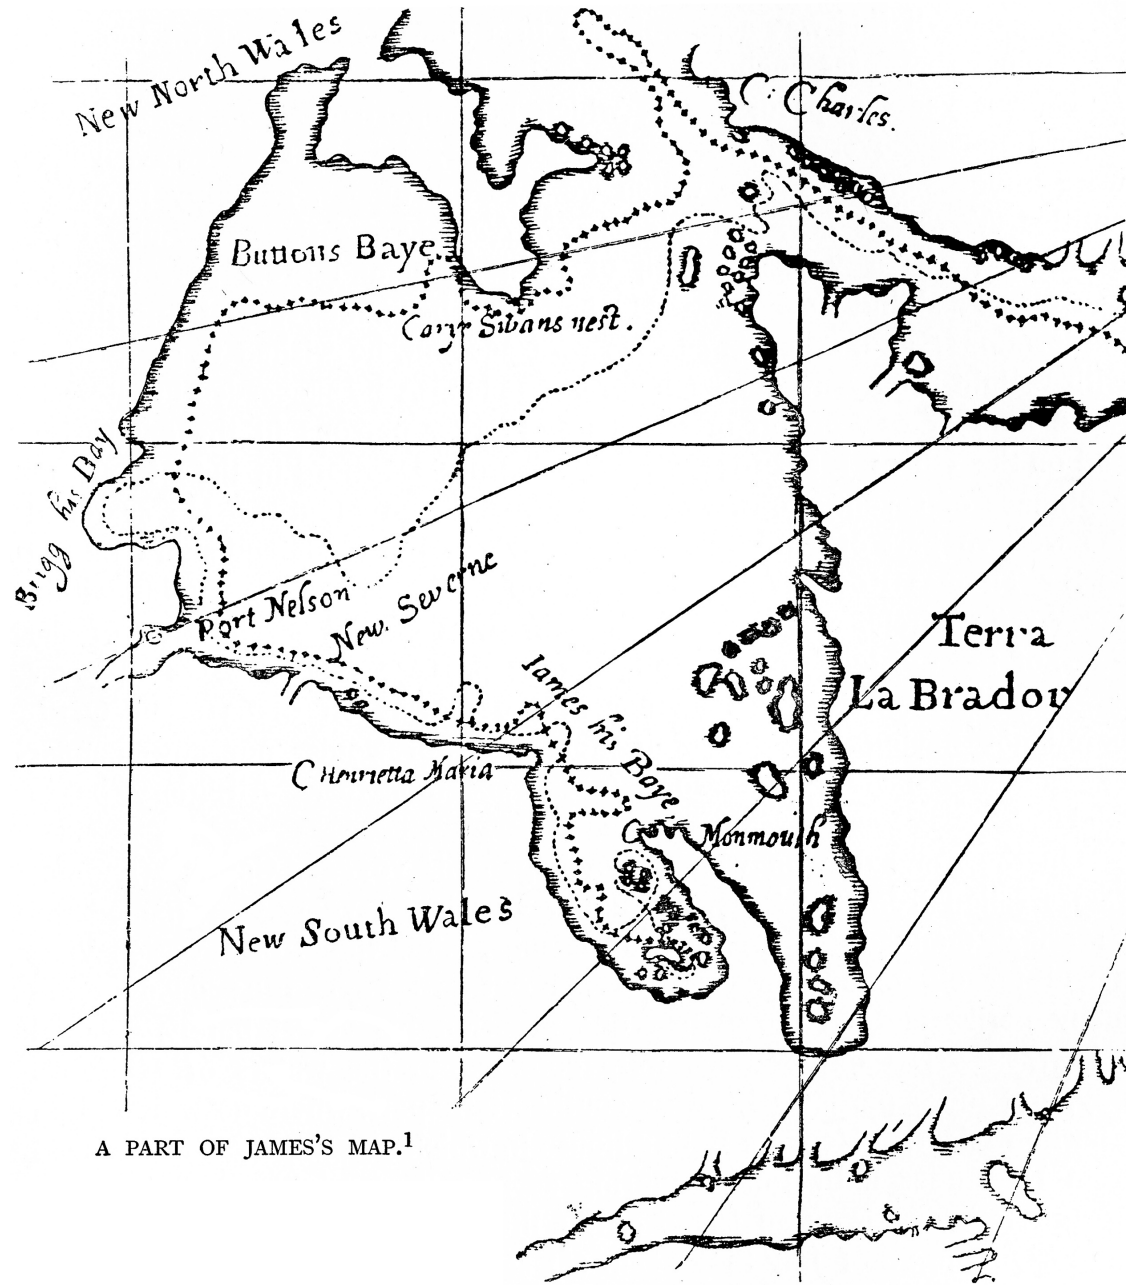 New North Wales
C: Charles.
Buttons Baye
Cary Swans nest.
Brigg his Bay
Port Nelson
New Severne
Iames his Baye
Terra
La Brador
C Henrietta Maria
C Monmouth
New South Wales
A PART OF JAMES'S MAP.1